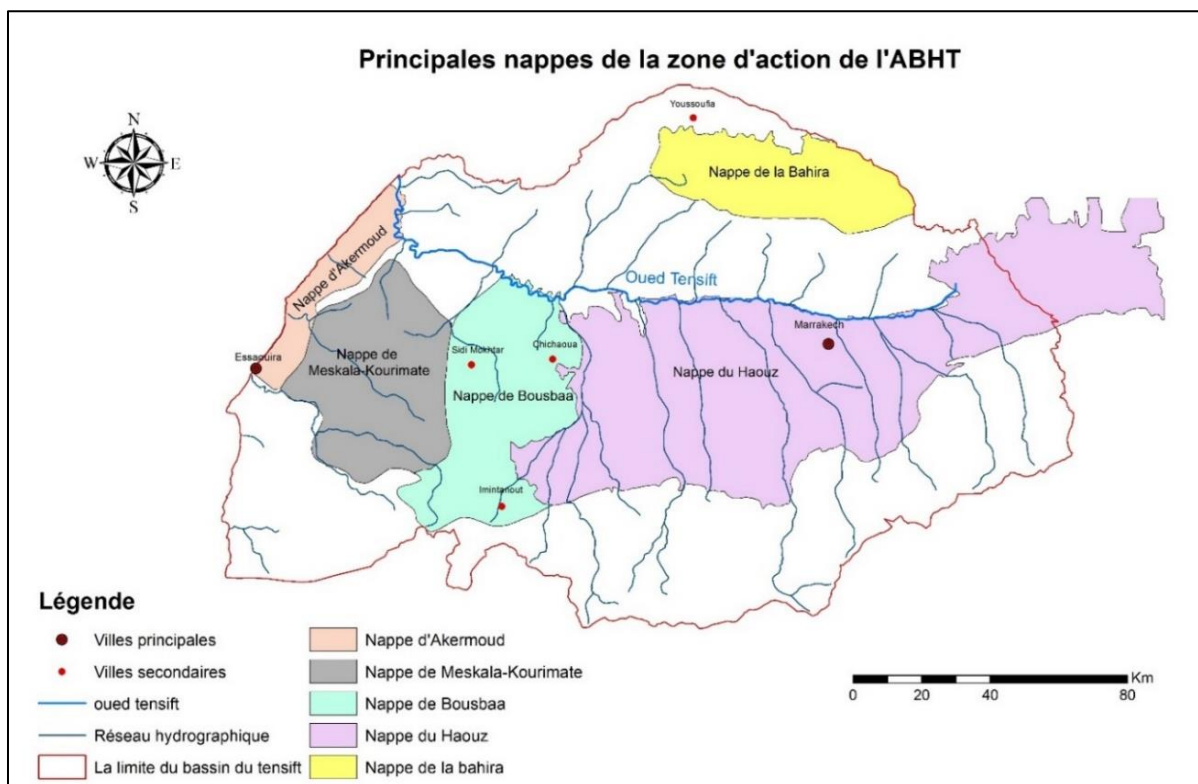 Principales nappes de la zone d'action de l'ABHT
N
W E
S
Youssoufia
Nappe de la Bahira
Nappe d'Akermoud
Oued Tensift
Marrakech
Essaouira
Nappe de
Meskala-Kourimate
Sidi Mokhtar
Chichaoua
Nappe du Haouz
Nappe de Bousbaa
Imintanout
Légende
Villes principales
Villes secondaires
oued tensift
Réseau hydrographique
La limite du bassin du tensift
Nappe d'Akermoud
Nappe de Meskala-Kourimate
Nappe de Bousbaa
Nappe du Haouz
Nappe de la bahira
Km
0 20 40 80